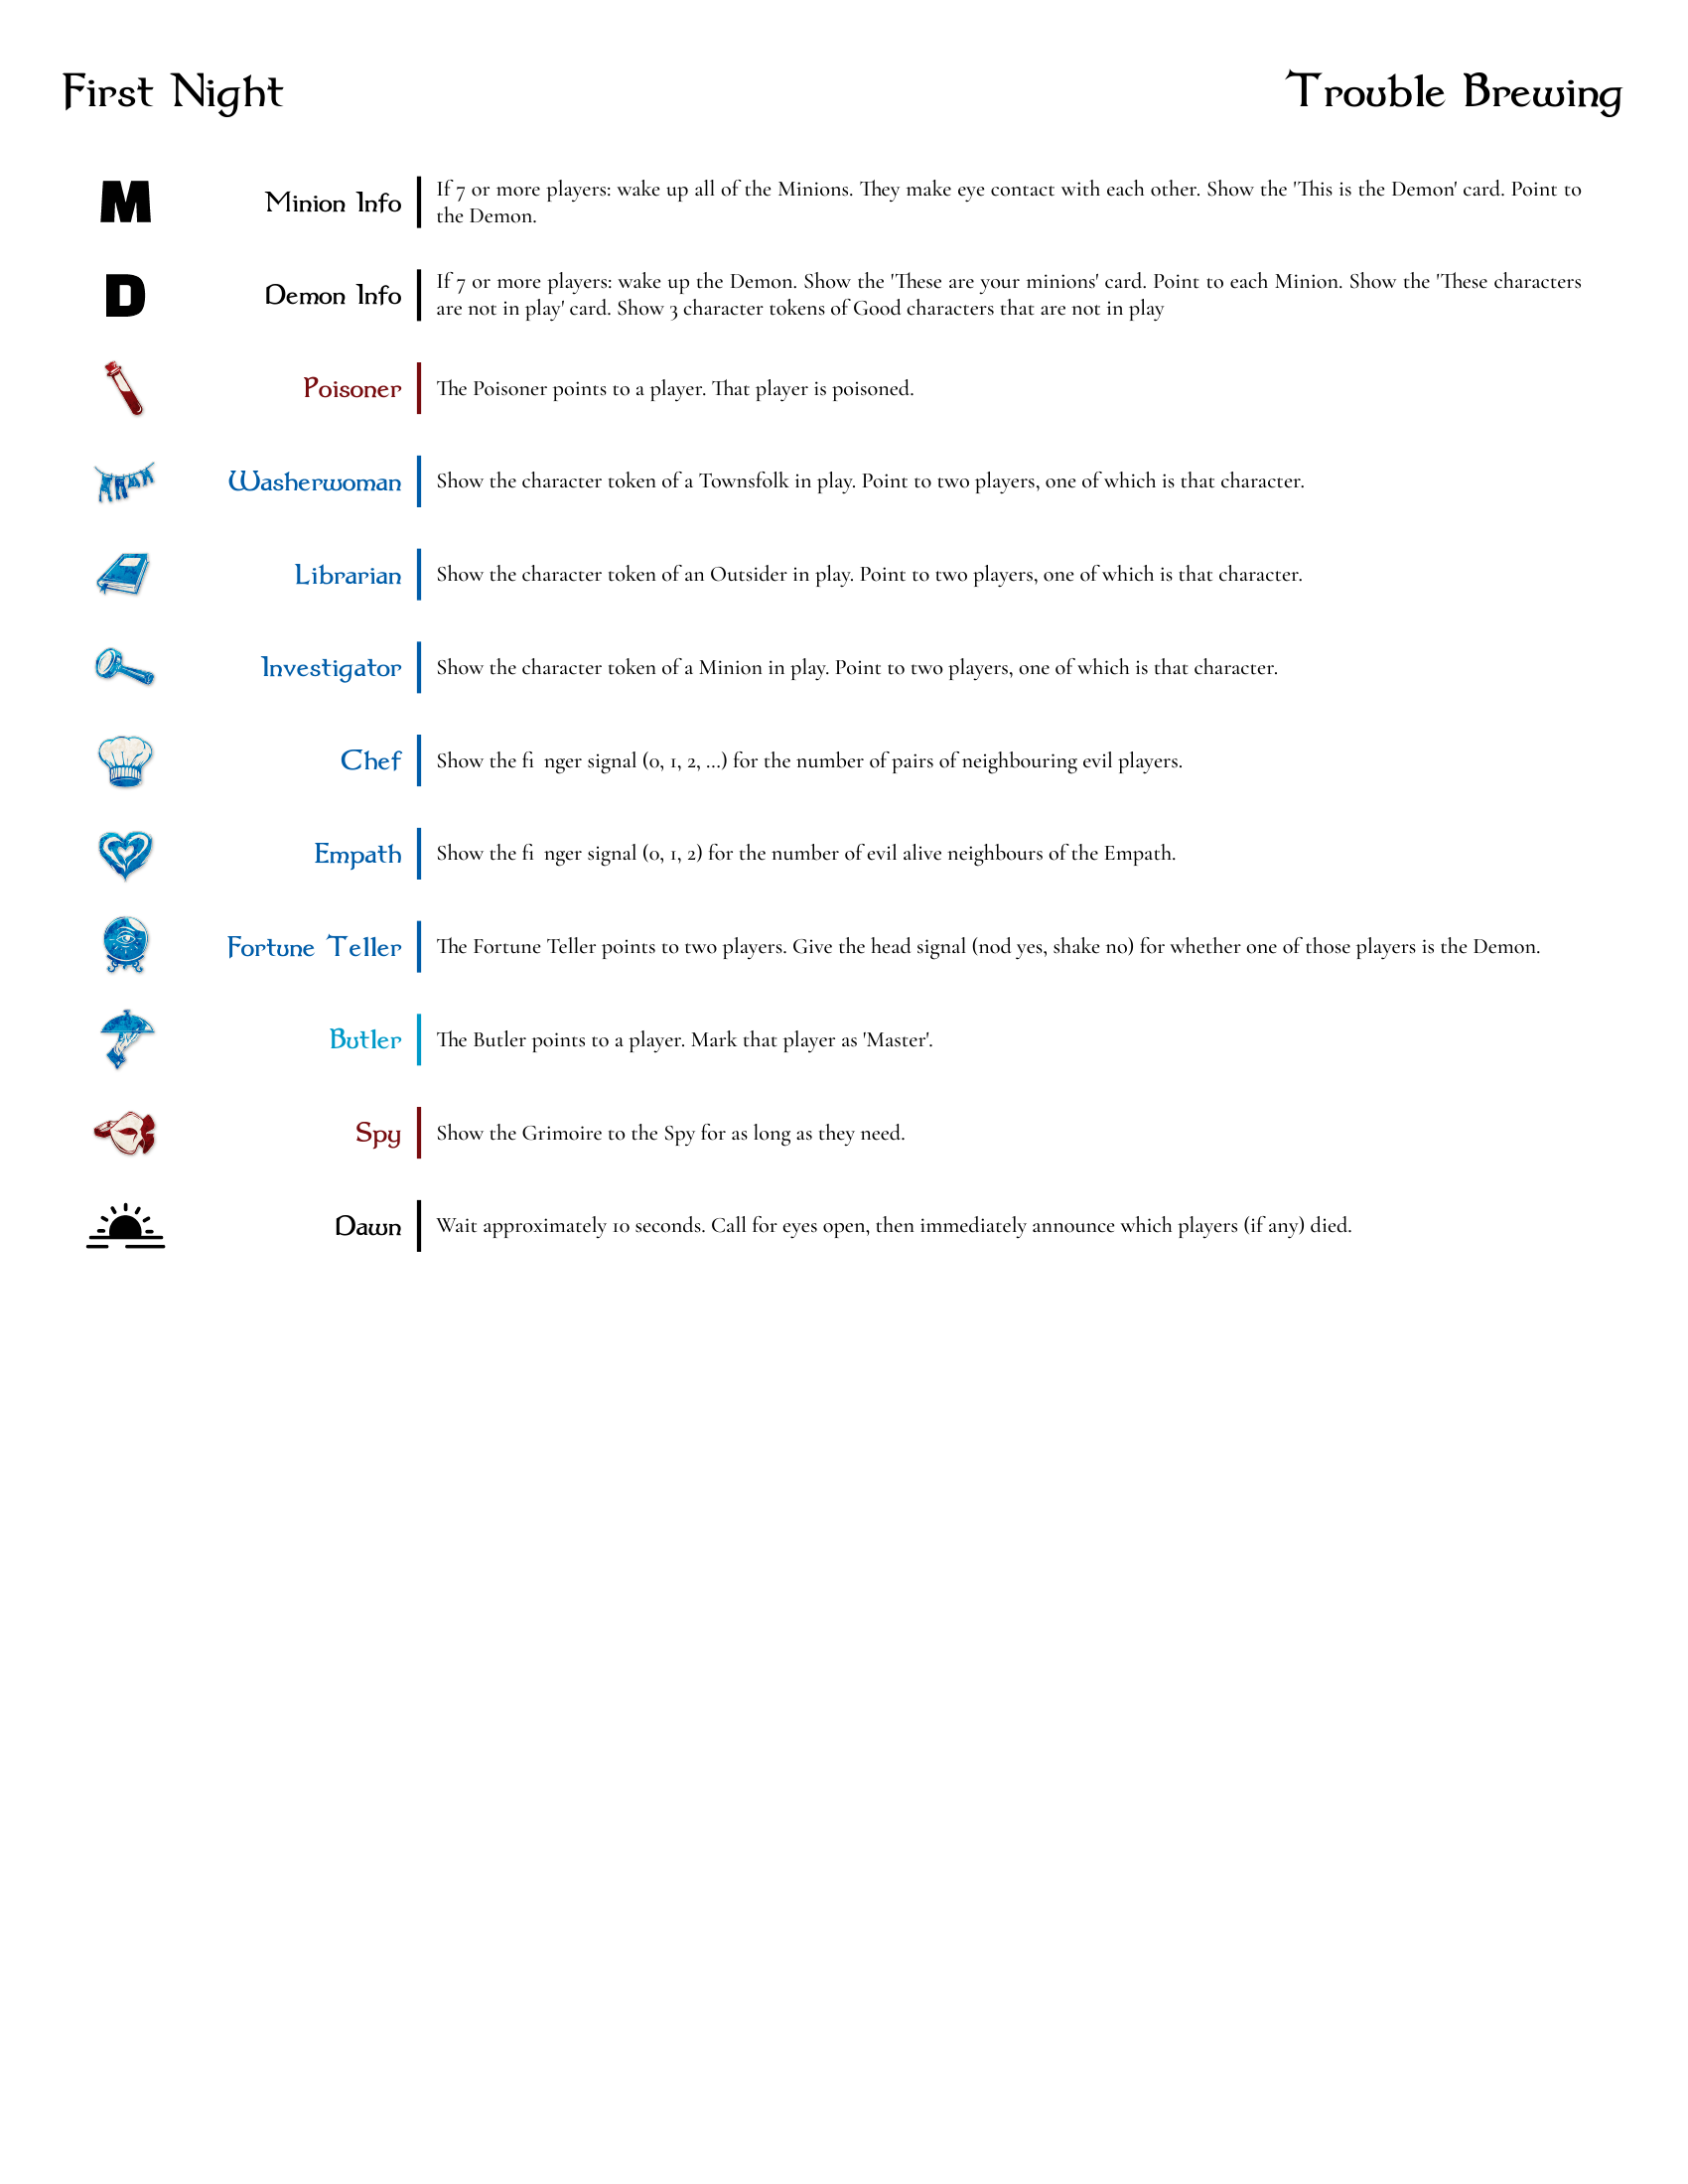 First Night
Trouble Brewing
M
Minion Info
If 7 or more players: wake up all of the Minions. They make eye contact with each other. Show the 'This is the Demon' card. Point to
the Demon.
D
Demon Info
If 7 or more players: wake up the Demon. Show the 'These are your minions' card. Point to each Minion. Show the 'These characters
are not in play' card. Show 3 character tokens of Good characters that are not in play
Poisoner
The Poisoner points to a player. That player is poisoned.
Washerwoman
Show the character token of a Townsfolk in play. Point to two players, one of which is that character.
Librarian
Show the character token of an Outsider in play. Point to two players, one of which is that character.
Investigator
Show the character token of a Minion in play. Point to two players, one of which is that character.
Chef
Show the fi nger signal (0, 1, 2, ...) for the number of pairs of neighbouring evil players.
Empath
Show the fi nger signal (0, 1, 2) for the number of evil alive neighbours of the Empath.
Fortune Teller
The Fortune Teller points to two players. Give the head signal (nod yes, shake no) for whether one of those players is the Demon.
Butler
The Butler points to a player. Mark that player as 'Master'.
Spy
Show the Grimoire to the Spy for as long as they need.
Dawn
Wait approximately 10 seconds. Call for eyes open, then immediately announce which players (if any) died.